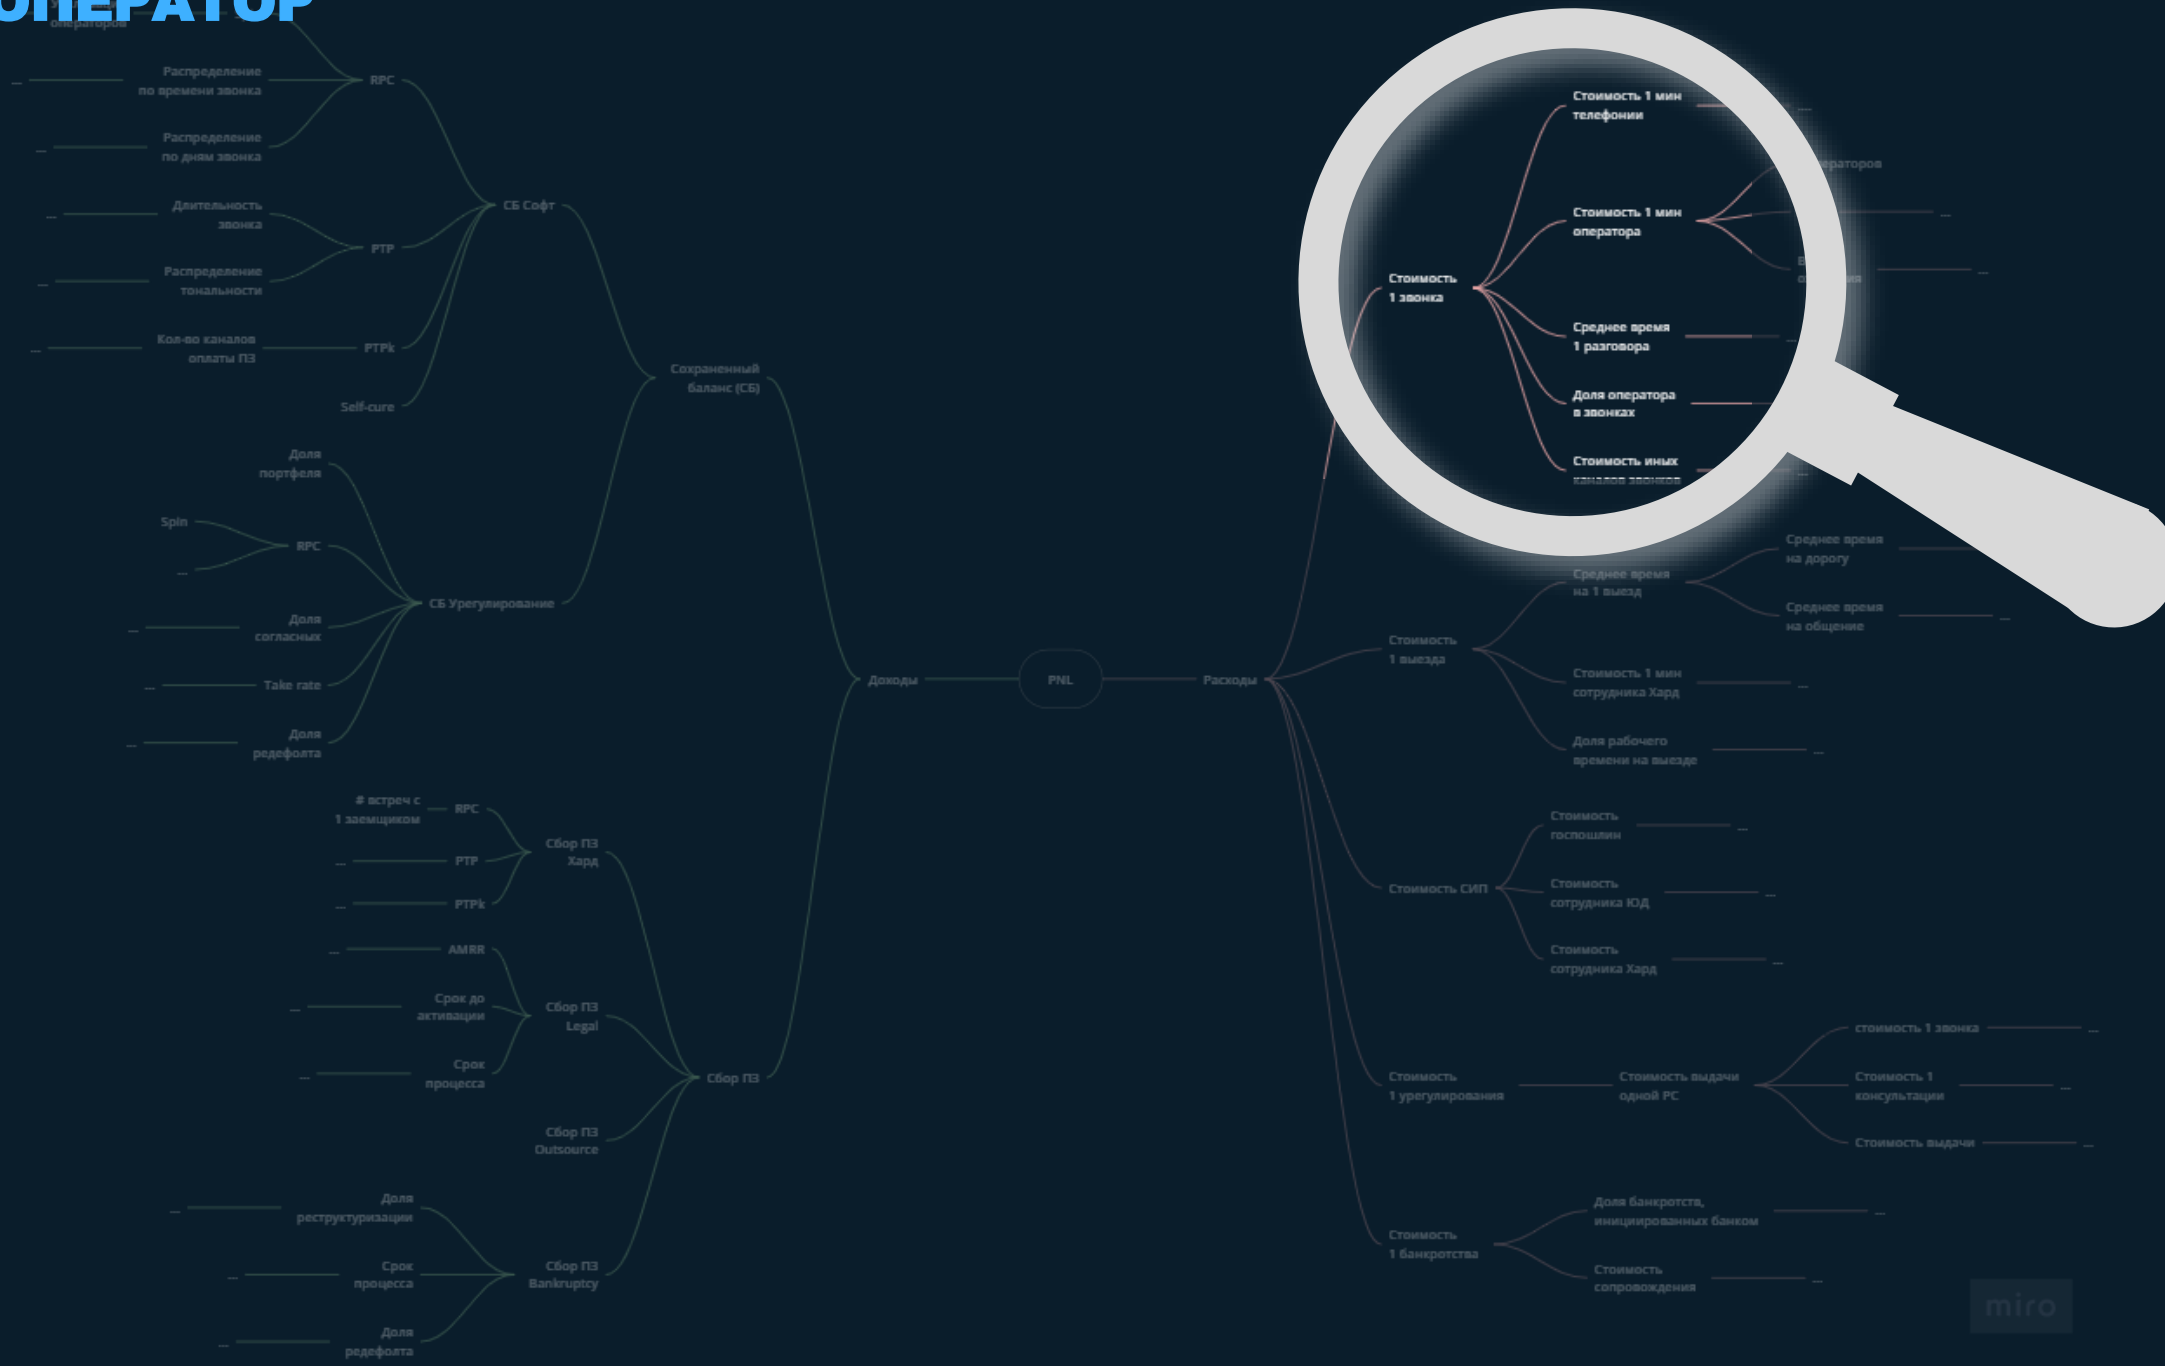 ОПЕРАТОР
операторов
Распределение
по времени звонка
RPC
Распределение
по дням звонка
Длительность
звонка
PTP
Распределение
тональности
СБ Софт
Кол-во каналов
оплаты ПЗ
PTPk
Self-cure
Сохраненный
баланс (СБ)
Доля
портфеля
Spin
RPC
...
СБ Урегулирование
Доля
согласных
Take rate
Доля
редефолта
Доходы
PNL
Расходы
# встреч с
1 заемщиком
RPC
Сбор ПЗ
Хард
PTP
PTPk
AMRR
Срок до
активации
Сбор ПЗ
Legal
Срок
процесса
Сбор ПЗ
Сбор ПЗ
Outsource
Доля
реструктуризации
Срок
процесса
Сбор ПЗ
Bankruptcy
Доля
редефолта
Стоимость
1 звонка
Стоимость 1 мин
телефонии
Стоимость 1 мин
оператора
Среднее время
1 разговора
Доля оператора
в звонках
Стоимость иных
каналов звонков
Стоимость
1 выезда
Среднее время
на 1 выезд
Среднее время
на дорогу
Среднее время
на общение
Стоимость 1 мин
сотрудника Хард
Доля рабочего
времени на выезде
Стоимость СИП
Стоимость
госпошлин
Стоимость
сотрудника ЮД
Стоимость
сотрудника Хард
Стоимость
1 урегулирования
Стоимость выдачи
одной РС
стоимость 1 звонка
Стоимость 1
консультации
Стоимость выдачи
Стоимость
1 банкротства
Доля банкротств,
инициированных банком
Стоимость
сопровождения
miro